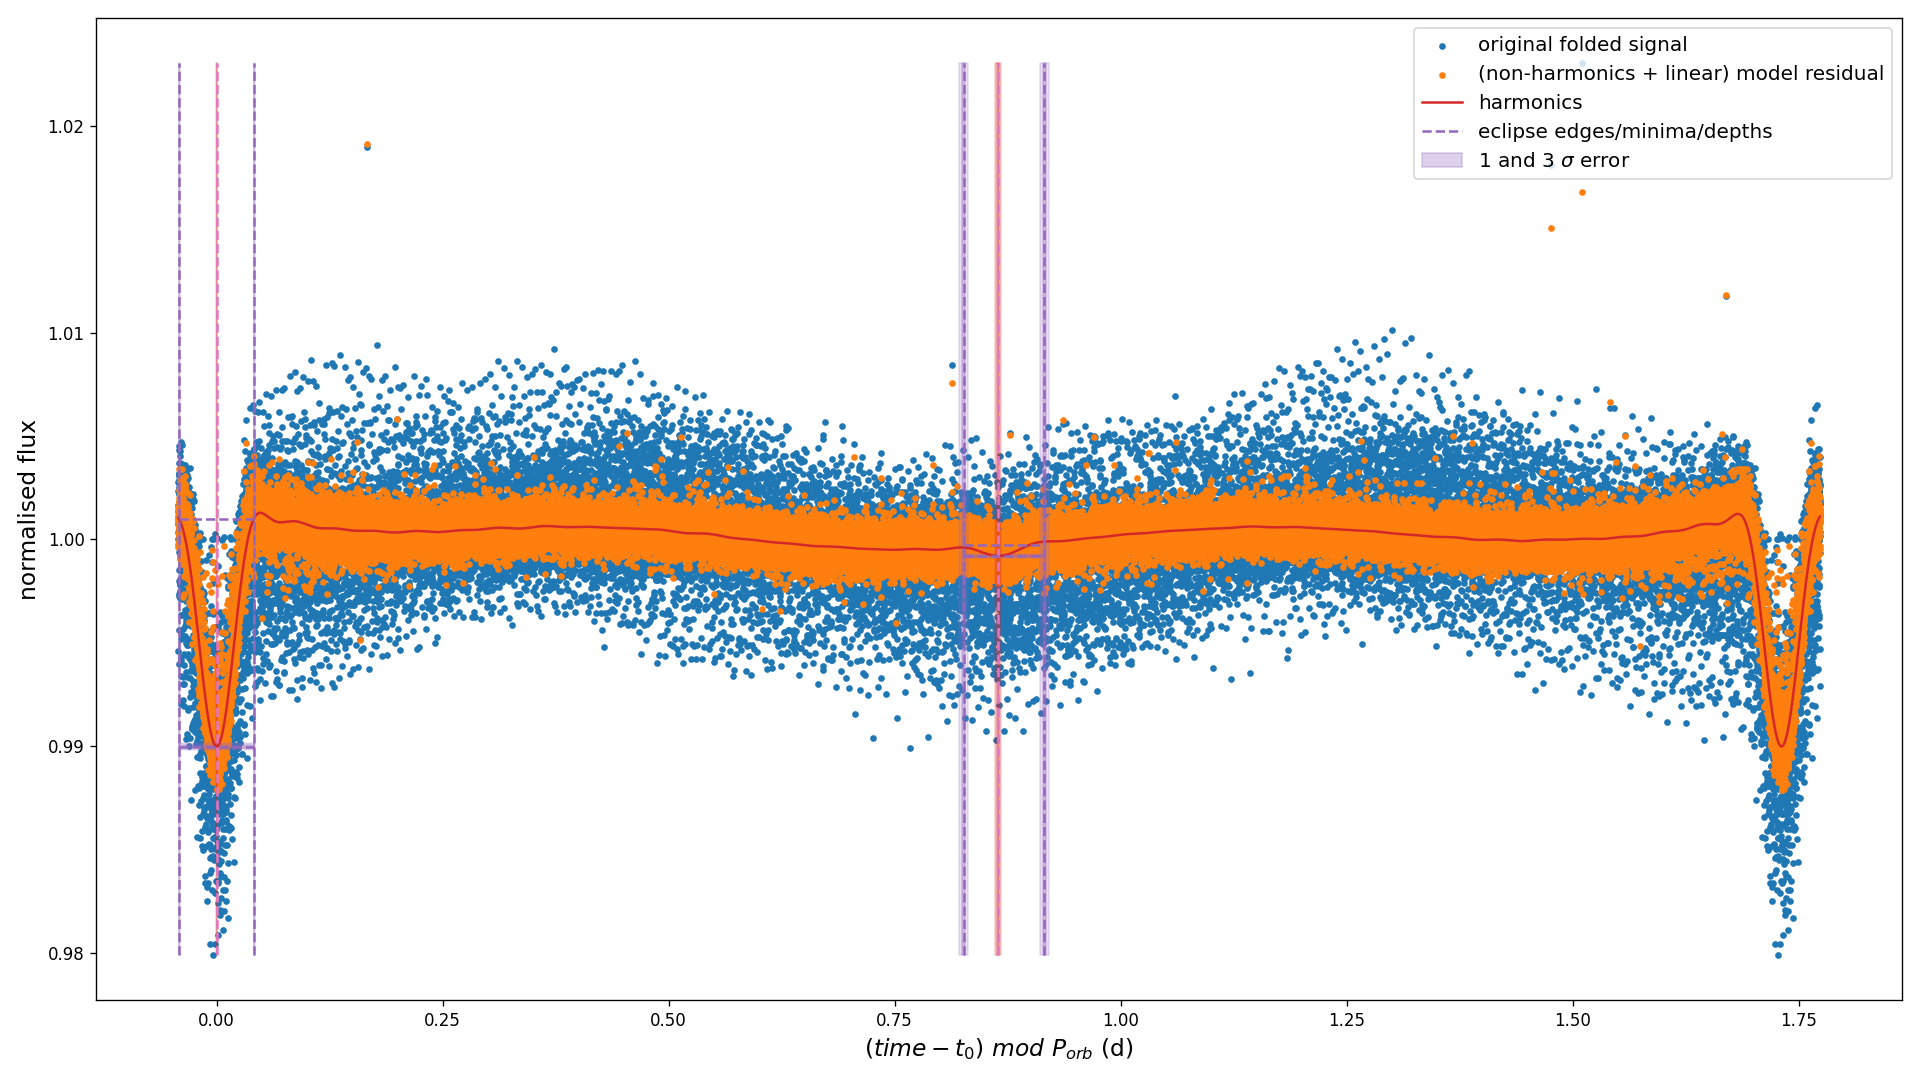 original folded signal
(non-harmonics + linear) model residual
harmonics
eclipse edges/minima/depths
1 and 3 σ error
normalised flux
1.02
1.01
1.00
0.99
0.98
0.00 0.25 0.50 0.75 1.00 1.25 1.50 1.75
(time − t₀) mod Pₒᵣb (d)